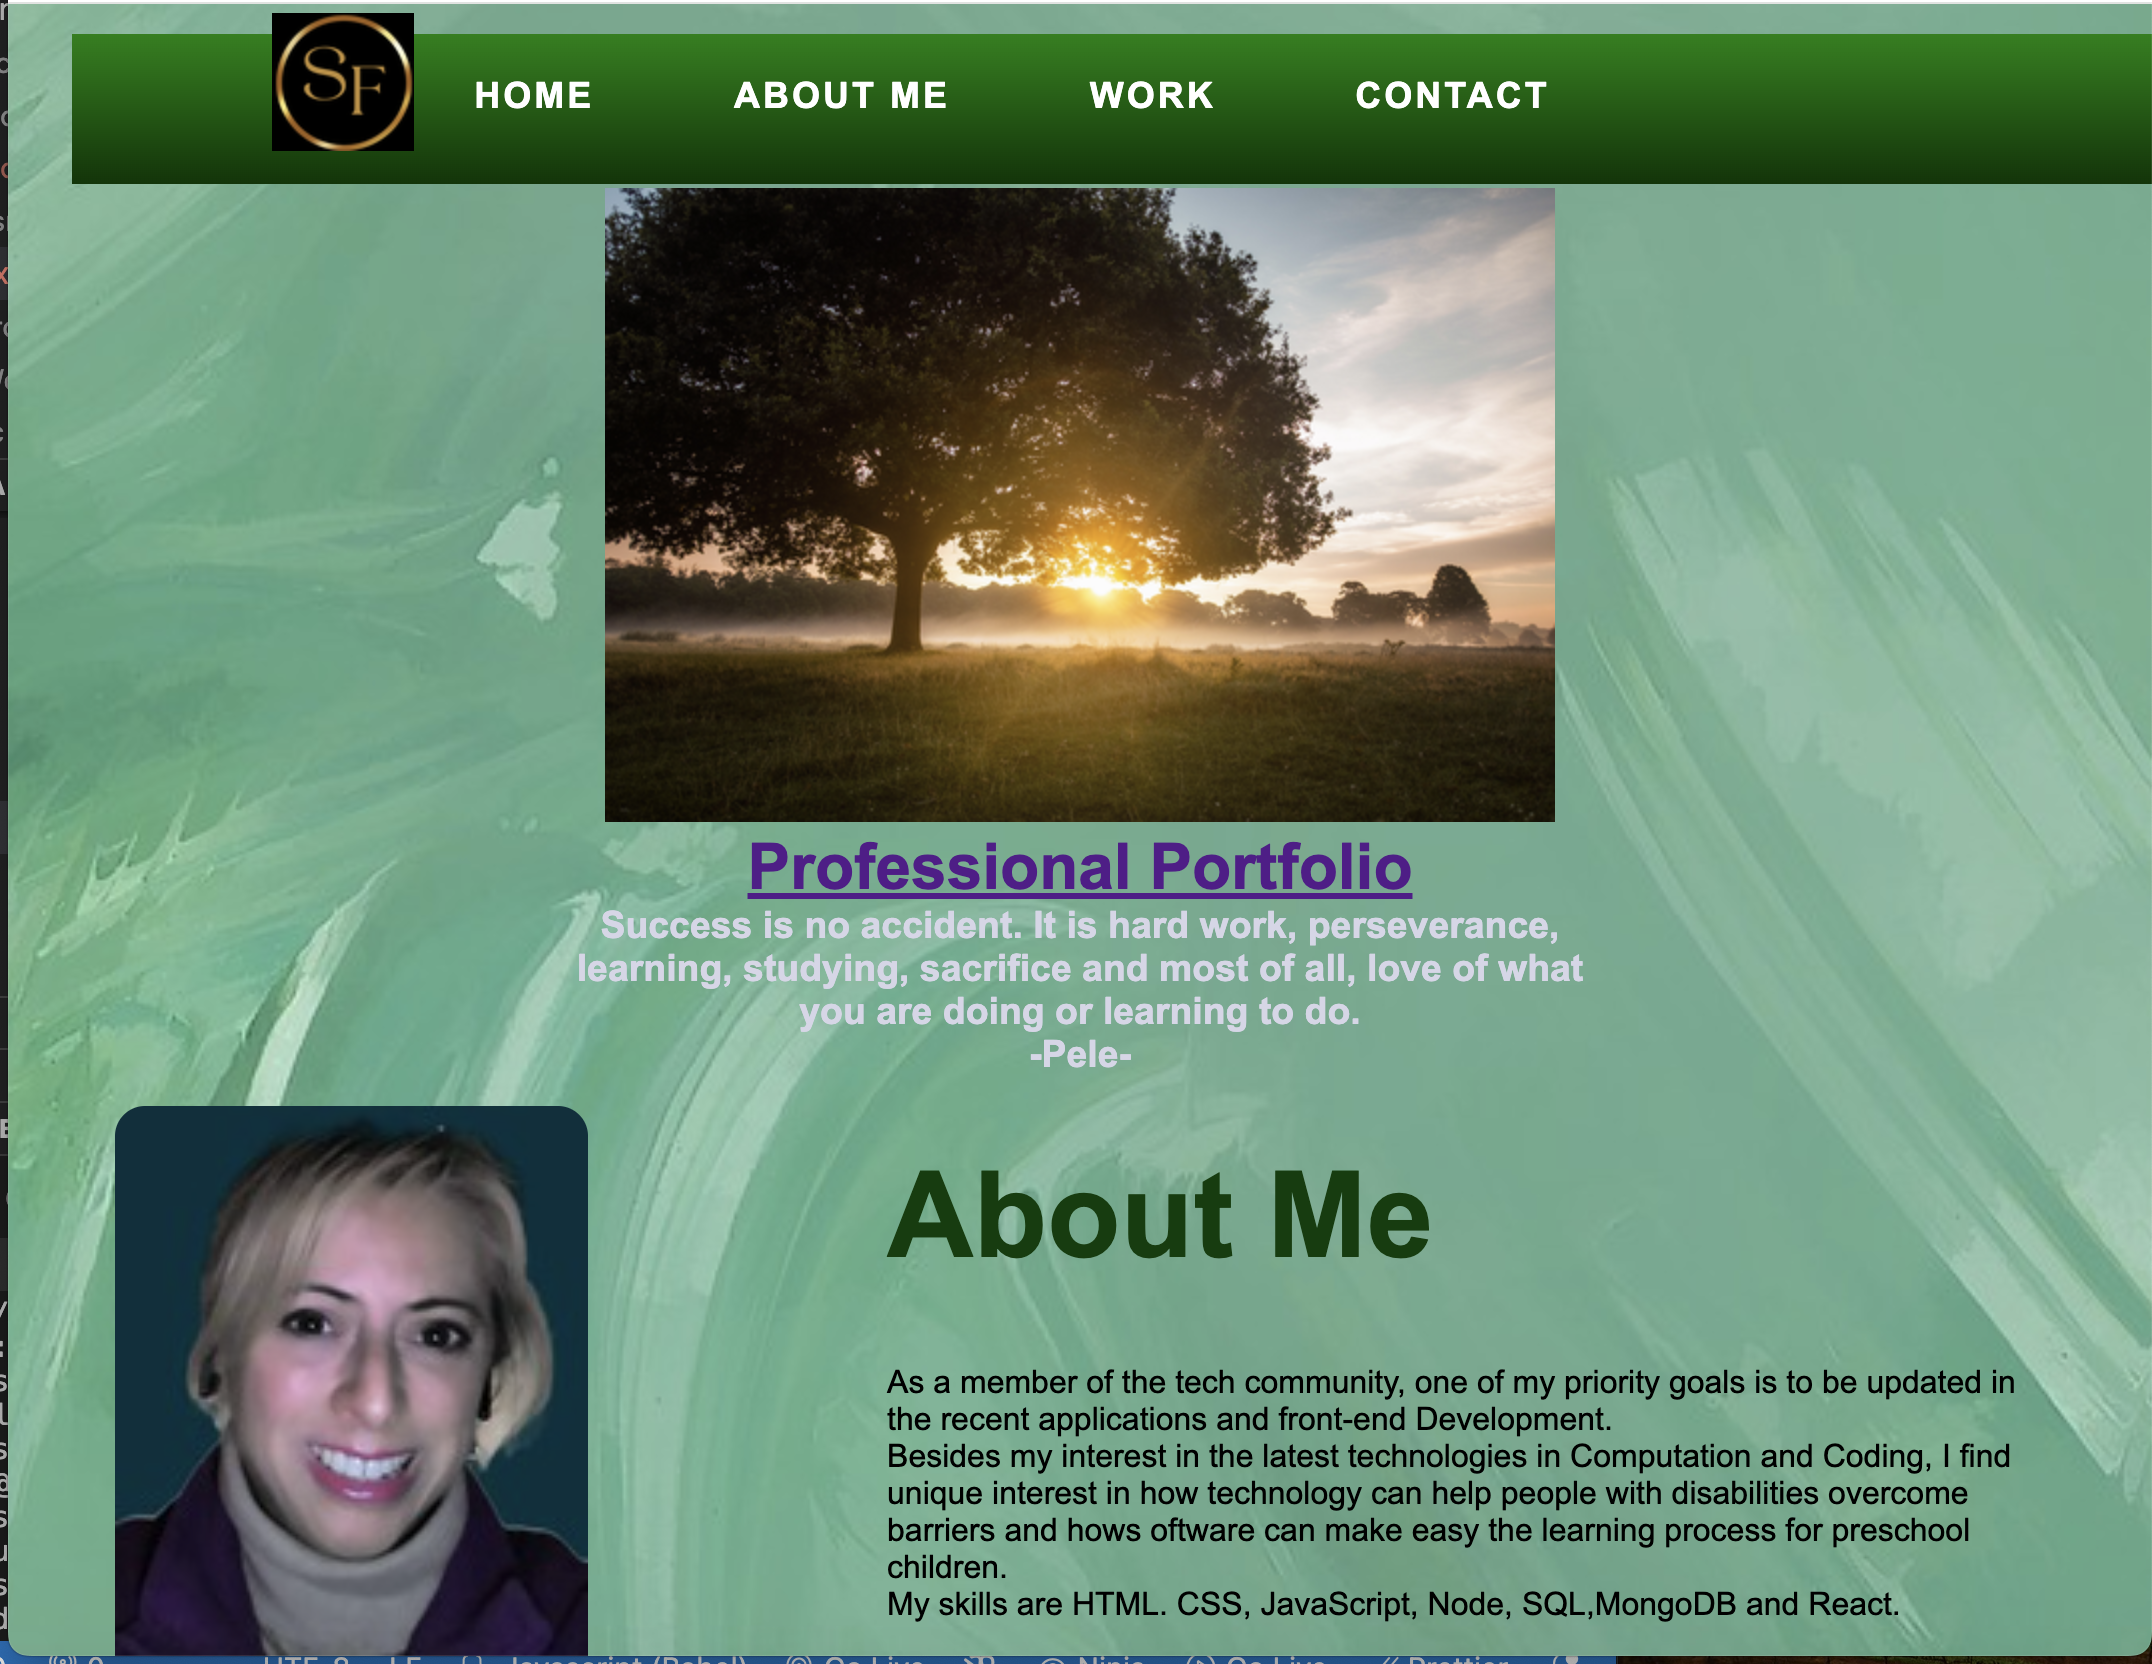 SF
HOME ABOUT ME WORK CONTACT
Professional Portfolio
Success is no accident. It is hard work, perseverance,
learning, studying, sacrifice and most of all, love of what
you are doing or learning to do.
-Pele-
About Me
As a member of the tech community, one of my priority goals is to be updated in
the recent applications and front-end Development.
Besides my interest in the latest technologies in Computation and Coding, I find
unique interest in how technology can help people with disabilities overcome
barriers and hows oftware can make easy the learning process for preschool
children.
My skills are HTML. CSS, JavaScript, Node, SQL,MongoDB and React.